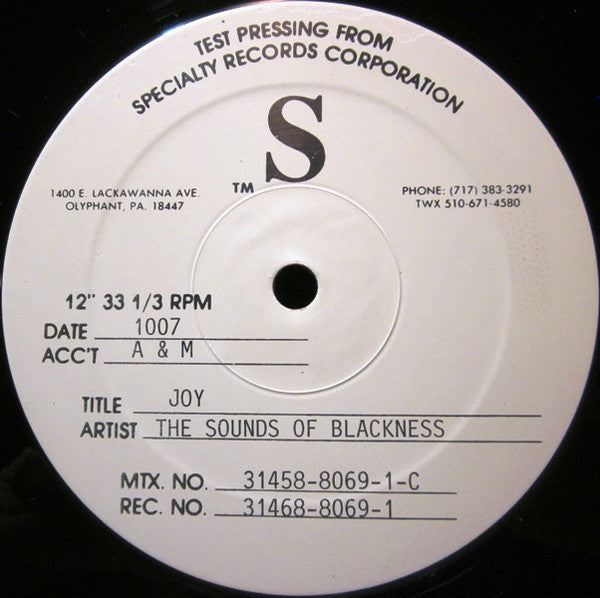 TEST PRESSING FROM
SPECIALTY RECORDS CORPORATION
S
TM
1400 E. LACKAWANNA AVE.
OLYPHANT, PA. 18447
PHONE: (717) 383-3291
TWX 510-671-4580
12" 33 1/3 RPM
DATE 1007
ACC'T A & M
TITLE JOY
ARTIST THE SOUNDS OF BLACKNESS
MTX. NO. 31458-8069-1-C
REC. NO. 31468-8069-1